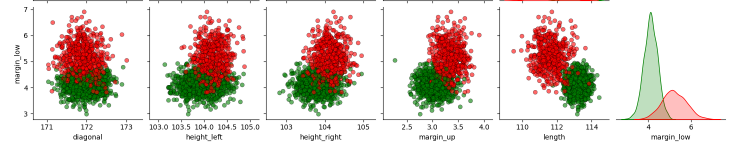 7
6
5
4
3
margin_low
171 172 173 103.0 103.5 104.0 104.5 105.0 103 104 105 2.5 3.0 3.5 4.0 110 112 114 4 6
diagonal height_left height_right margin_up length margin_low